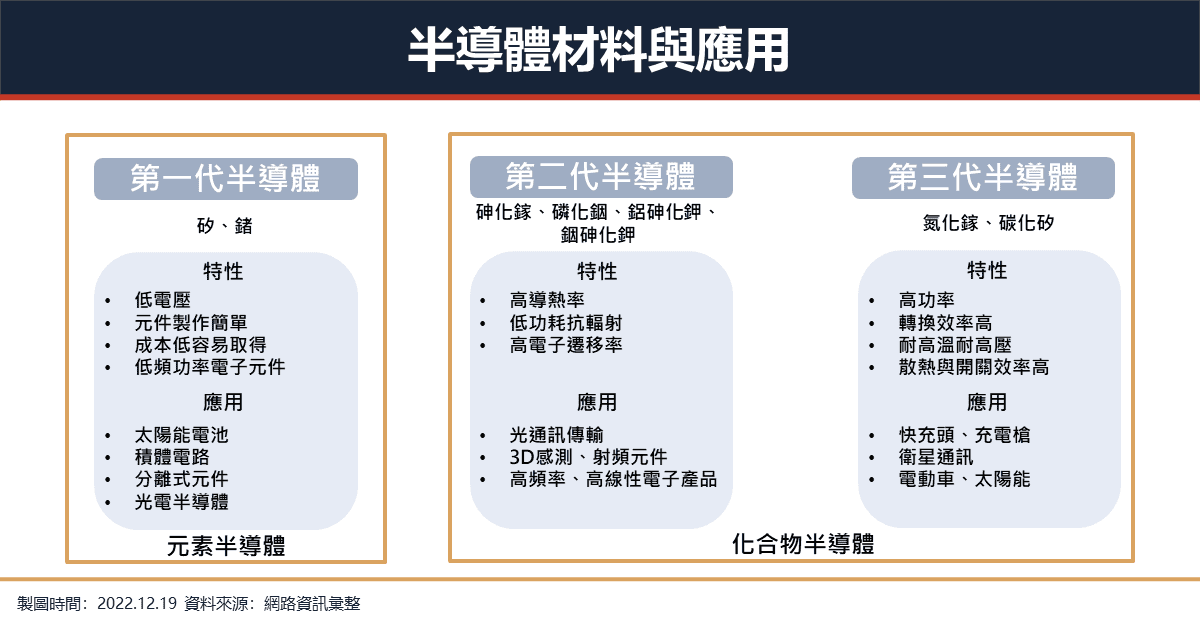 半導體材料與應用
第一代半導體
矽、鍺
特性
• 低電壓
• 元件製作簡單
• 成本低容易取得
• 低頻功率電子元件
應用
• 太陽能電池
• 積體電路
• 分離式元件
• 光電半導體
元素半導體
第二代半導體
砷化鎵、磷化銦、鋁砷化鉀、
銦砷化鉀
特性
• 高導熱率
• 低功耗抗輻射
• 高電子遷移率
應用
• 光通訊傳輸
• 3D感測、射頻元件
• 高頻率、高線性電子產品
第三代半導體
氮化鎵、碳化矽
特性
• 高功率
• 轉換效率高
• 耐高溫耐高壓
• 散熱與開關效率高
應用
• 快充頭、充電槍
• 衛星通訊
• 電動車、太陽能
化合物半導體
製圖時間：2022.12.19 資料來源：網路資訊彙整